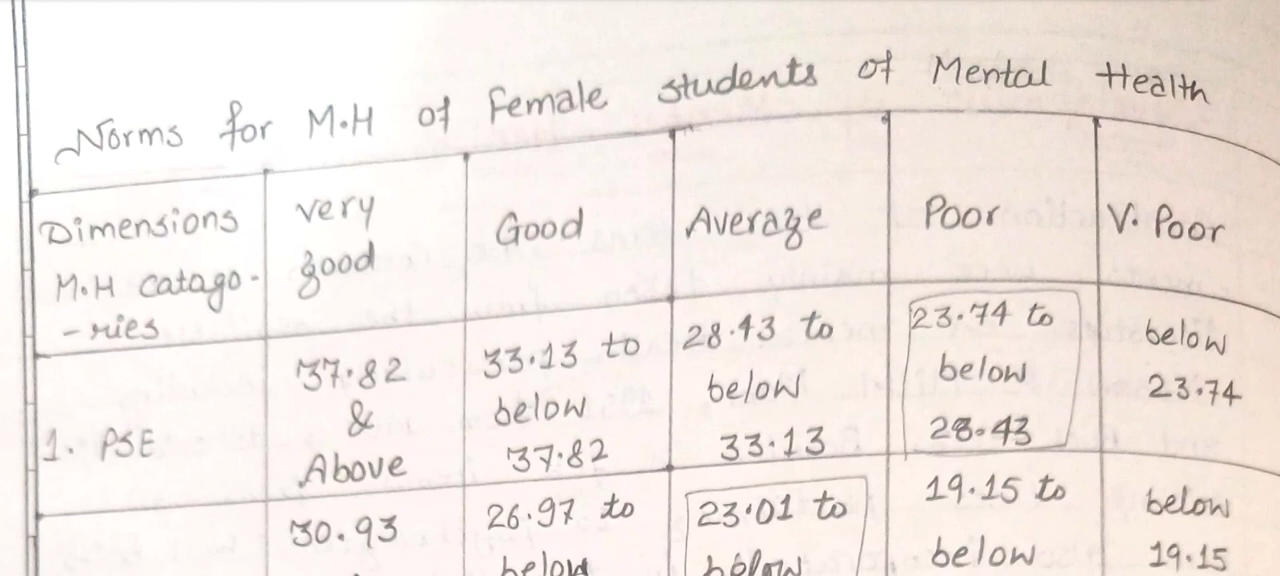 Norms for M.H of Female students of Mental Health
Dimensions M.H catago-
-ries
very
good
Good
Average
Poor
V. Poor
1. PSE
37.82
&
Above
33.13 to
below
37.82
28.43 to
below
33.13
23.74 to
below
28.43
below
23.74
30.93
26.97 to
below
23.01 to
below
19.15 to
below
below
19.15